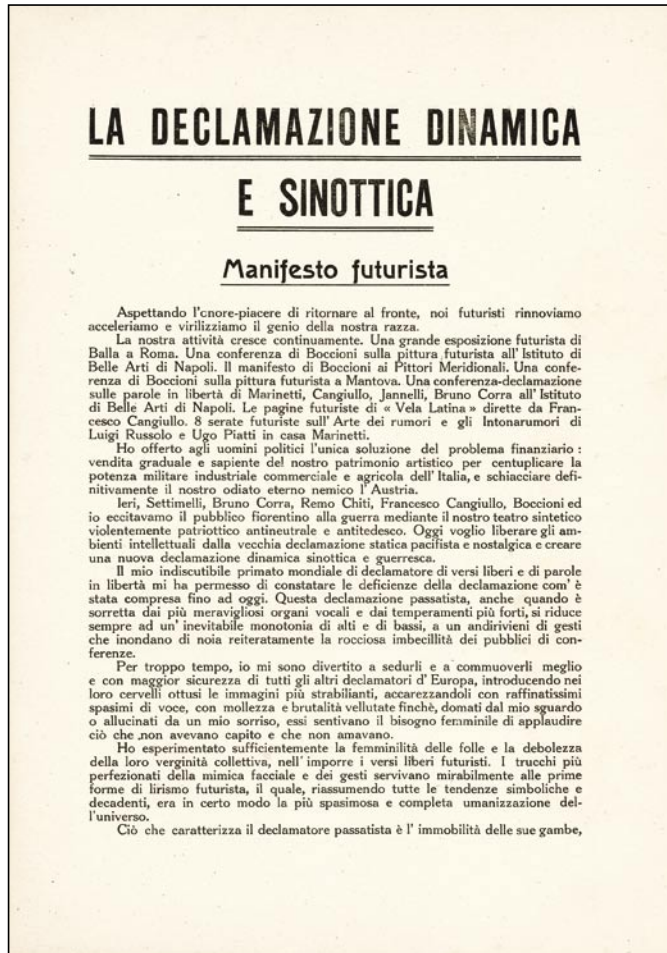 LA DECLAMAZIONE DINAMICA
E SINOTTICA
Manifesto futurista
Aspettando l'cnore-piacere di ritornare al fronte, noi futuristi rinnoviamo
acceleriamo e virilizziamo il genio della nostra razza.
La nostra attività cresce continuamente. Una grande esposizione futurista di
Balla a Roma. Una conferenza di Boccioni sulla pittura futurista all' Istituto di
Belle Arti di Napoli. Il manifesto di Boccioni ai Pittori Meridionali. Una confe-
renza di Boccioni sulla pittura futurista a Mantova. Una conferenza-declamazione
sulle parole in libertà di Marinetti, Cangiullo, Jannelli, Bruno Corra all' Istituto
di Belle Arti di Napoli. Le pagine futuriste di « Vela Latina » dirette da Fran-
cesco Cangiullo. 8 serate futuriste sull' Arte dei rumori e gli Intonarumori di
Luigi Russolo e Ugo Piatti in casa Marinetti.
Ho offerto agli uomini politici l'unica soluzione del problema finanziario :
vendita graduale e sapiente del nostro patrimonio artistico per centuplicare la
potenza militare industriale commerciale e agricola dell' Italia, e schiacciare defi-
nitivamente il nostro odiato eterno nemico l' Austria.
Ieri, Settimelli, Bruno Corra, Remo Chiti, Francesco Cangiullo, Boccioni ed
io eccitavamo il pubblico fiorentino alla guerra mediante il nostro teatro sintetico
violentemente patriottico antineutrale e antitedesco. Oggi voglio liberare gli am-
bienti intellettuali dalla vecchia declamazione statica pacifista e nostalgica e creare
una nuova declamazione dinamica sinottica e guerresca.
Il mio indiscutibile primato mondiale di declamatore di versi liberi e di parole
in libertà mi ha permesso di constatare le deficenze della declamazione com' è
stata compresa fino ad oggi. Questa declamazione passatista, anche quando è
sorretta dai più meravigliosi organi vocali e dai temperamenti più forti, si riduce
sempre ad un' inevitabile monotonia di alti e di bassi, a un andirivieni di gesti
che inondano di noia reiteratamente la rocciosa imbecillità dei pubblici di con-
ferenze.
Per troppo tempo, io mi sono divertito a sedurli e a commuoverli meglio
e con maggior sicurezza di tutti gli altri declamatori d' Europa, introducendo nei
loro cervelli ottusi le immagini più strabilianti, accarezzandoli con raffinatissimi
spasimi di voce, con mollezza e brutalità vellutate finchè, domati dal mio sguardo
o allucinati da un mio sorriso, essi sentivano il bisogno femminile di applaudire
ciò che non avevano capito e che non amavano.
Ho esperimentato sufficientemente la femminilità delle folle e la debolezza
della loro verginità collettiva, nell' imporre i versi liberi futuristi. I trucchi più
perfezionati della mimica facciale e dei gesti servivano mirabilmente alle prime
forme di lirismo futurista, il quale, riassumendo tutte le tendenze simboliche e
decadenti, era in certo modo la più spasimosa e completa umanizzazione del-
l'universo.
Ciò che caratterizza il declamatore passatista è l' immobilità delle sue gambe,